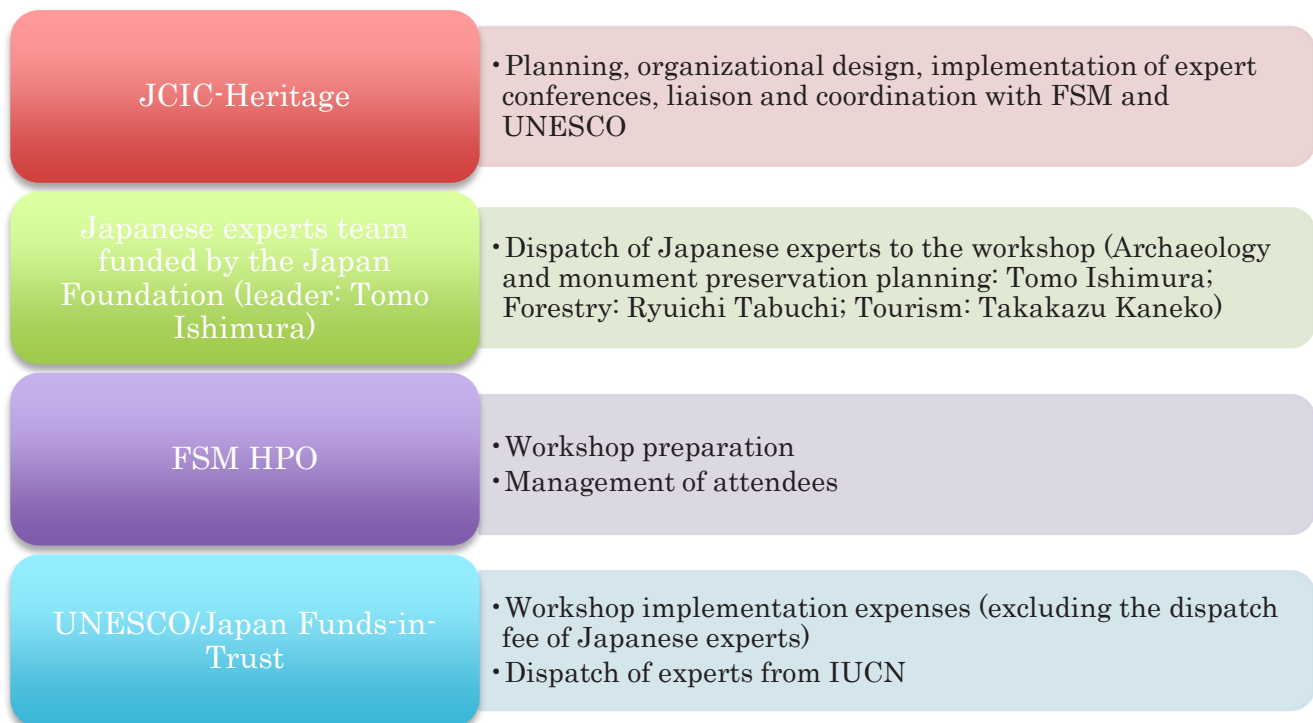 JCIC-Heritage
・Planning, organizational design, implementation of expert
conferences, liaison and coordination with FSM and
UNESCO
Japanese experts team
funded by the Japan
Foundation (leader: Tomo
Ishimura)
・Dispatch of Japanese experts to the workshop (Archaeology
and monument preservation planning: Tomo Ishimura;
Forestry: Ryuichi Tabuchi; Tourism: Takakazu Kaneko)
FSM HPO
・Workshop preparation
・Management of attendees
UNESCO/Japan Funds-in-
Trust
・Workshop implementation expenses (excluding the dispatch
fee of Japanese experts)
・Dispatch of experts from IUCN